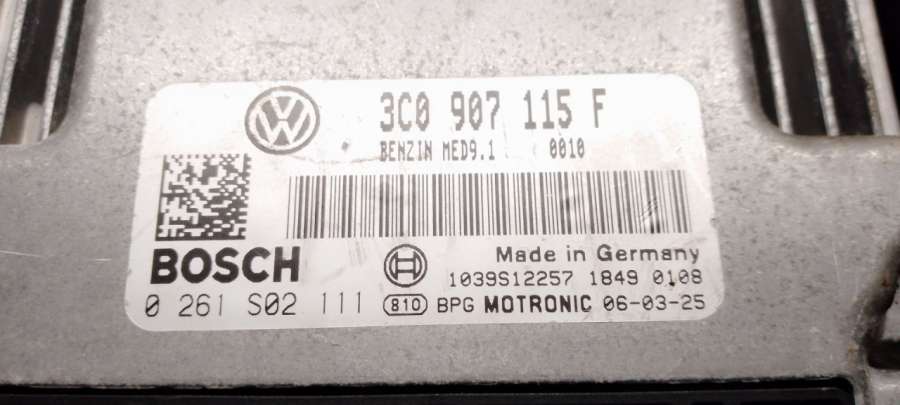 3C0 907 115 F
BENZIN MED9.1 0010
BOSCH
Made in Germany
1039S12257 1849 0108
0 261 S02 111 810 BPG MOTRONIC 06-03-25